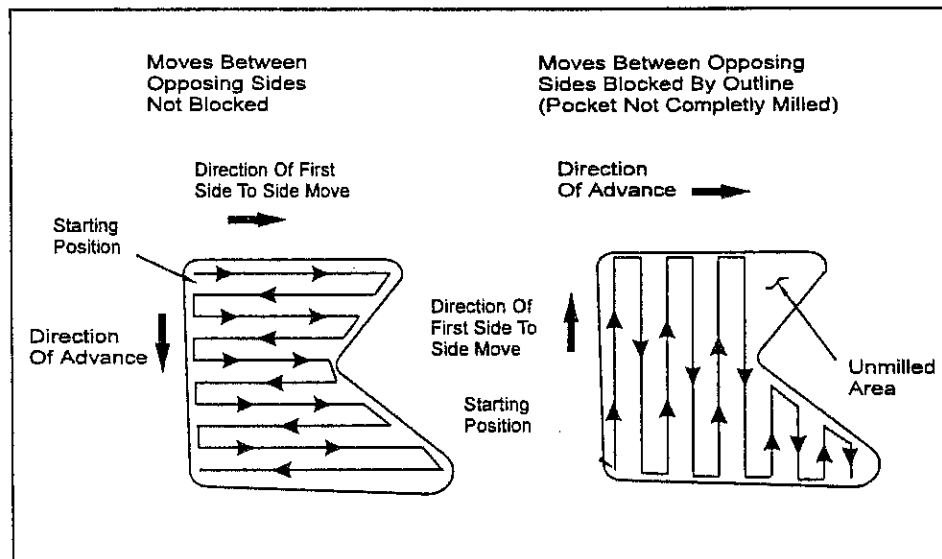 Moves Between
Opposing Sides
Not Blocked
Moves Between Opposing
Sides Blocked By Outline
(Pocket Not Completly Milled)
Direction Of First
Side To Side Move
Direction
Of Advance
Starting
Position
Direction
Of Advance
Direction Of
First Side To
Side Move
Starting
Position
Unmilled
Area